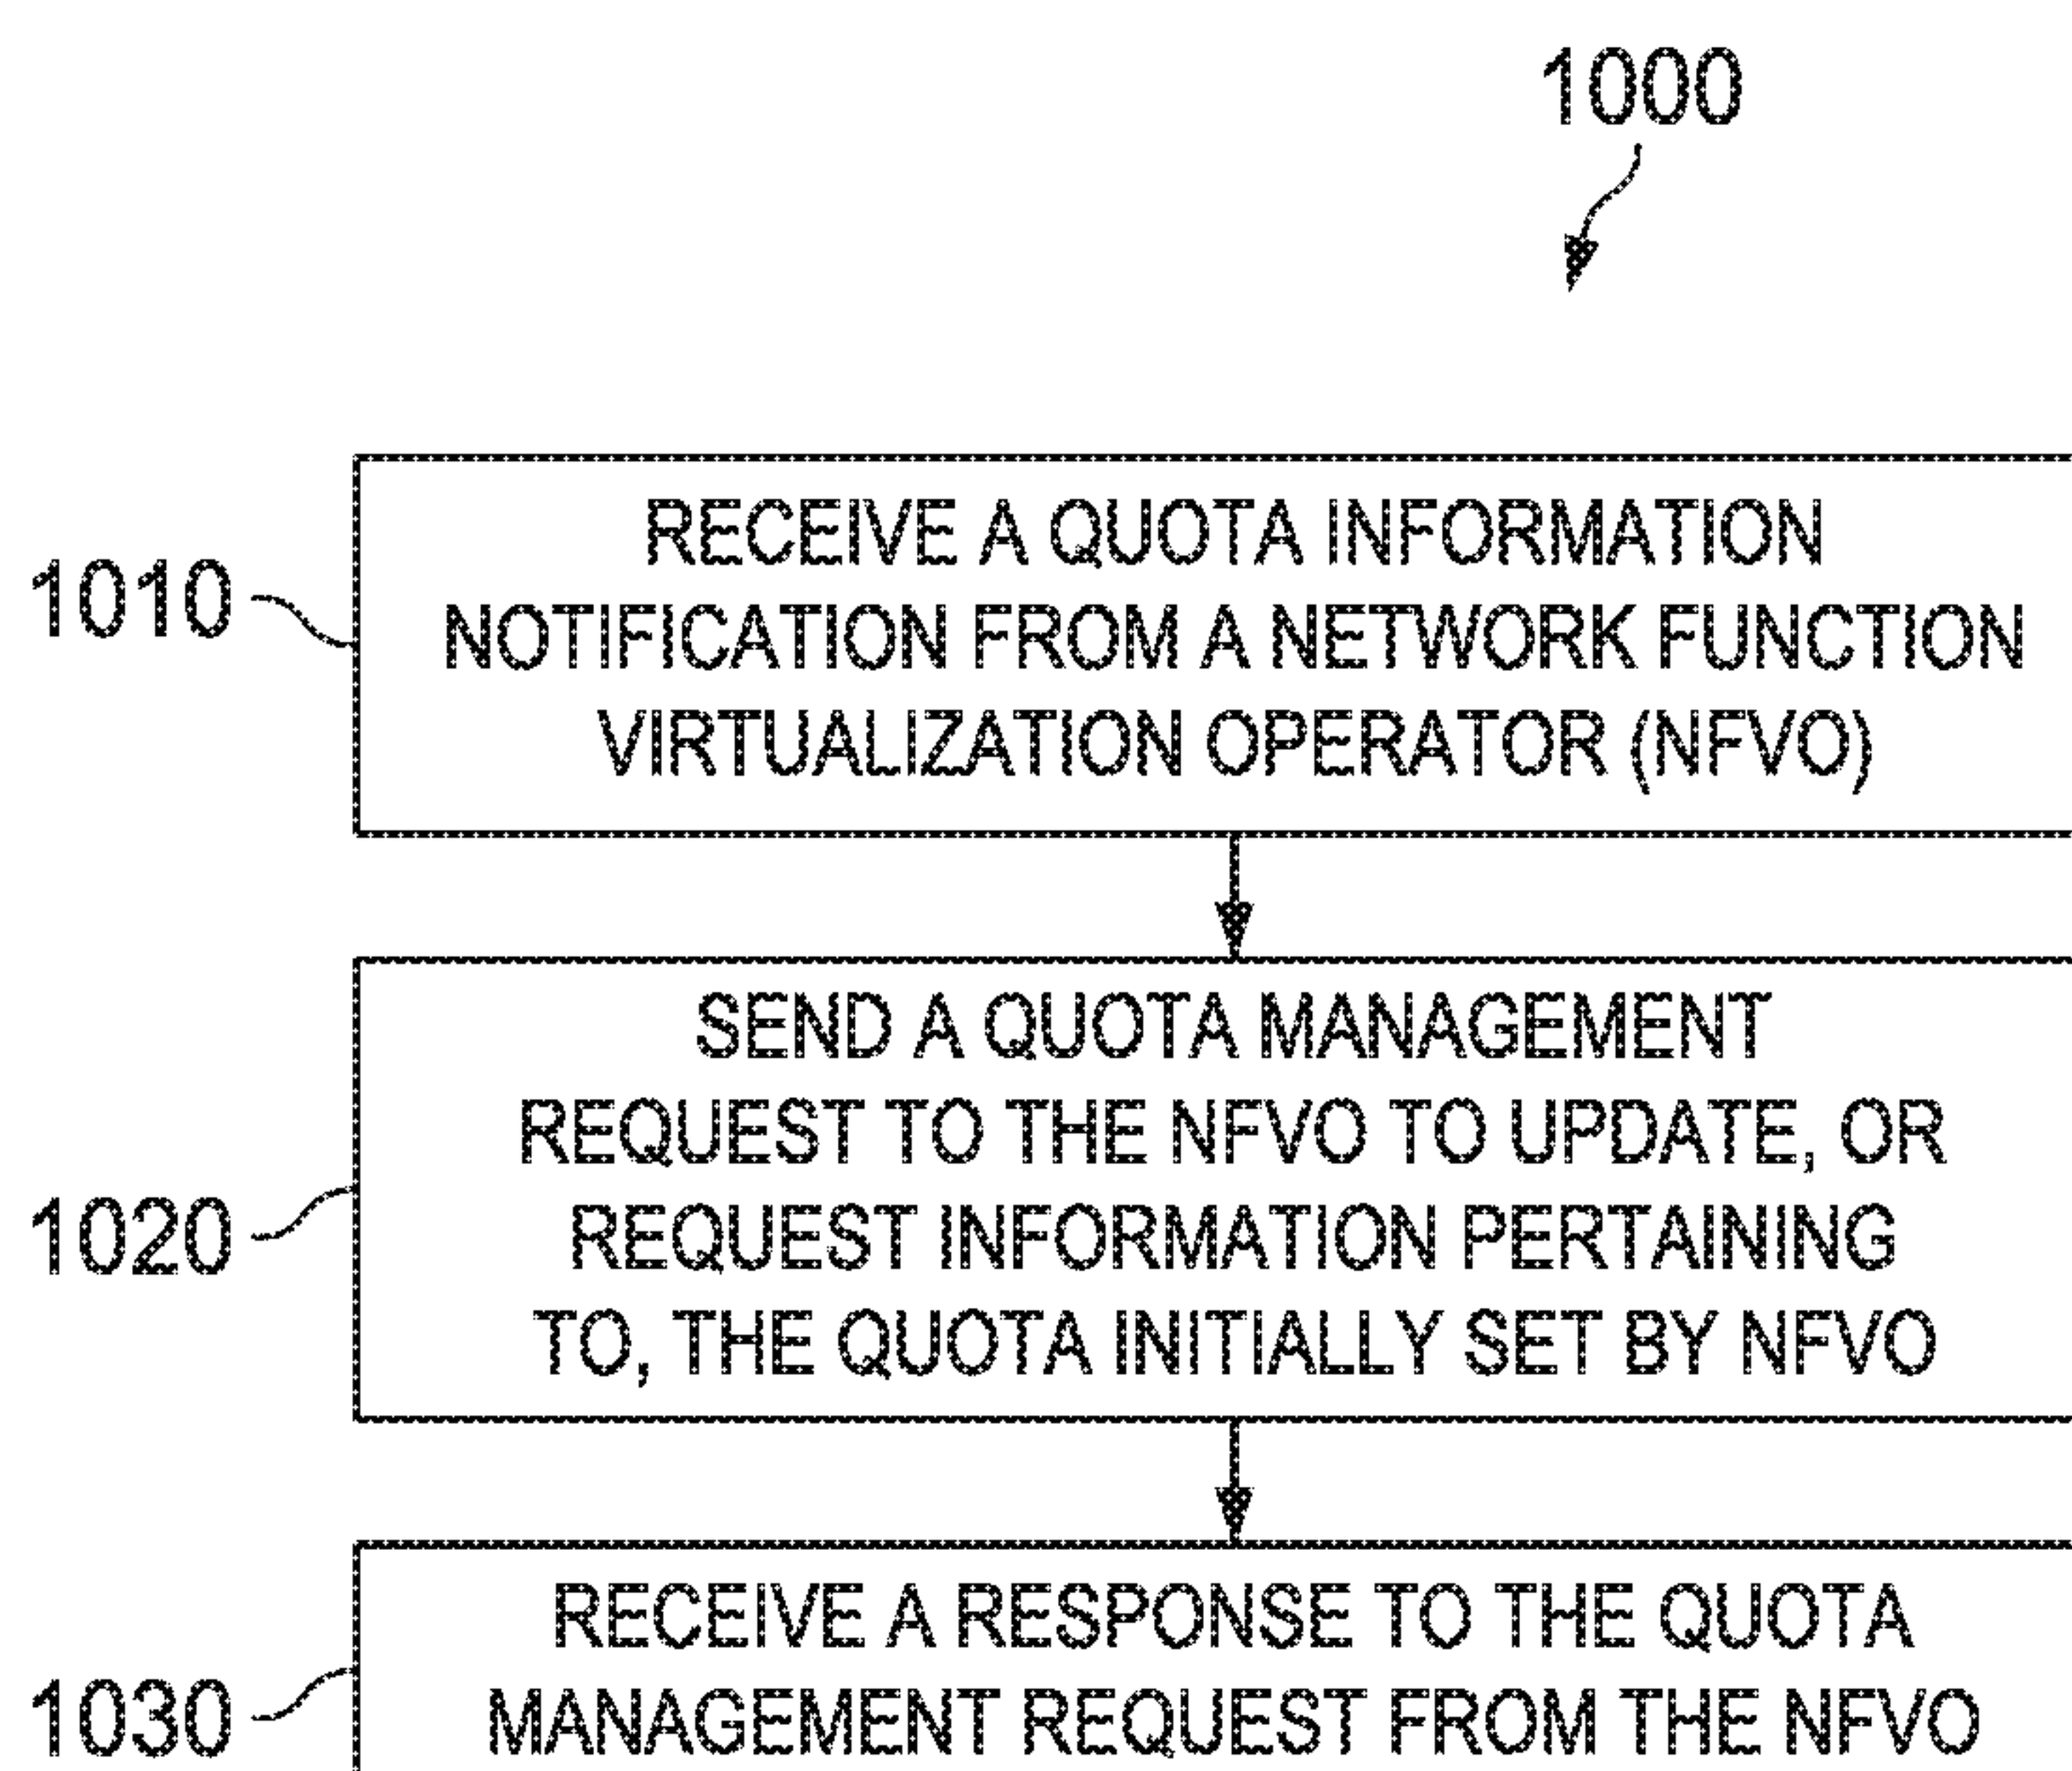 1000
1010
RECEIVE A QUOTA INFORMATION
NOTIFICATION FROM A NETWORK FUNCTION
VIRTUALIZATION OPERATOR (NFVO)
1020
SEND A QUOTA MANAGEMENT
REQUEST TO THE NFVO TO UPDATE, OR
REQUEST INFORMATION PERTAINING
TO, THE QUOTA INITIALLY SET BY NFVO
1030
RECEIVE A RESPONSE TO THE QUOTA
MANAGEMENT REQUEST FROM THE NFVO